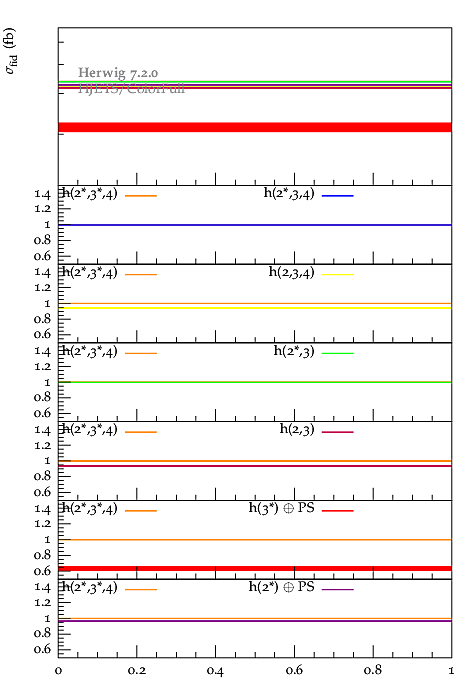 σfid (fb)
Herwig 7.2.0
HJETS/ColorFull
1.4 h(2*,3*,4) h(2*,3,4)
1.2
1
0.8
0.6
1.4 h(2*,3*,4) h(2,3,4)
1.2
1
0.8
0.6
1.4 h(2*,3*,4) h(2*,3)
1.2
1
0.8
0.6
1.4 h(2*,3*,4) h(2,3)
1.2
1
0.8
0.6
1.4 h(2*,3*,4) h(3*) ⊕ PS
1.2
1
0.8
0.6
1.4 h(2*,3*,4) h(2*) ⊕ PS
1.2
1
0.8
0.6
0 0.2 0.4 0.6 0.8 1